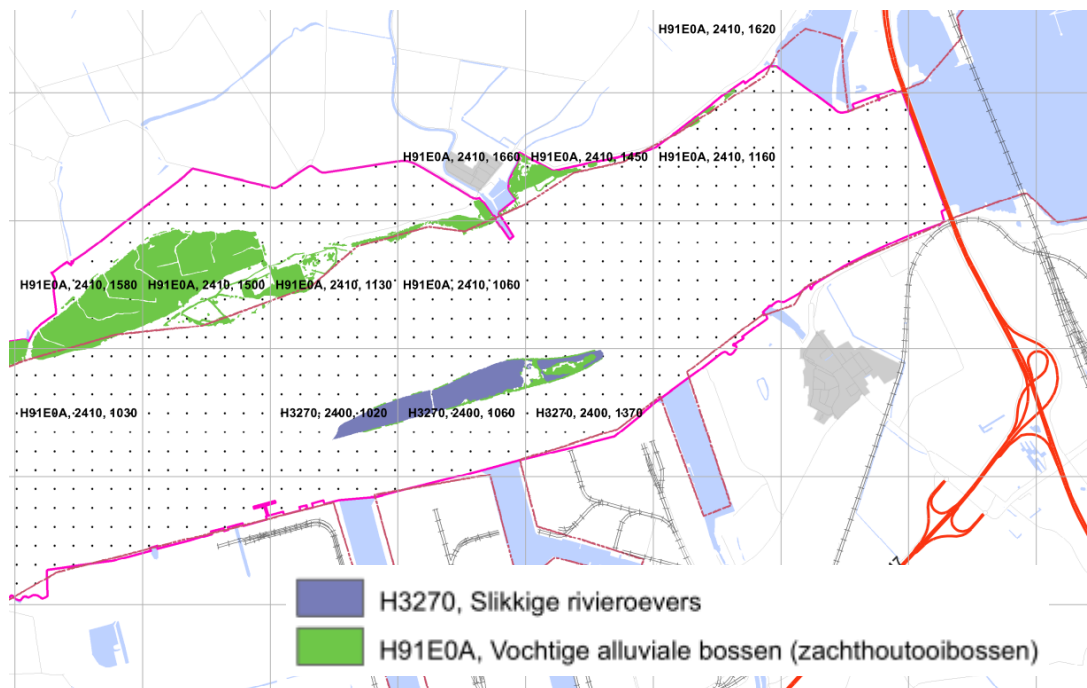 H91E0A, 2410, 1620
H91E0A, 2410, 1660
H91E0A, 2410, 1450
H91E0A, 2410, 1160
H91E0A, 2410, 1580
H91E0A, 2410, 1500
H91E0A, 2410, 1130
H91E0A, 2410, 1060
H91E0A, 2410, 1030
H3270, 2400, 1020
H3270, 2400, 1060
H3270, 2400, 1370
H3270, Slikkige rivieroevers
H91E0A, Vochtige alluviale bossen (zachthoutooibossen)